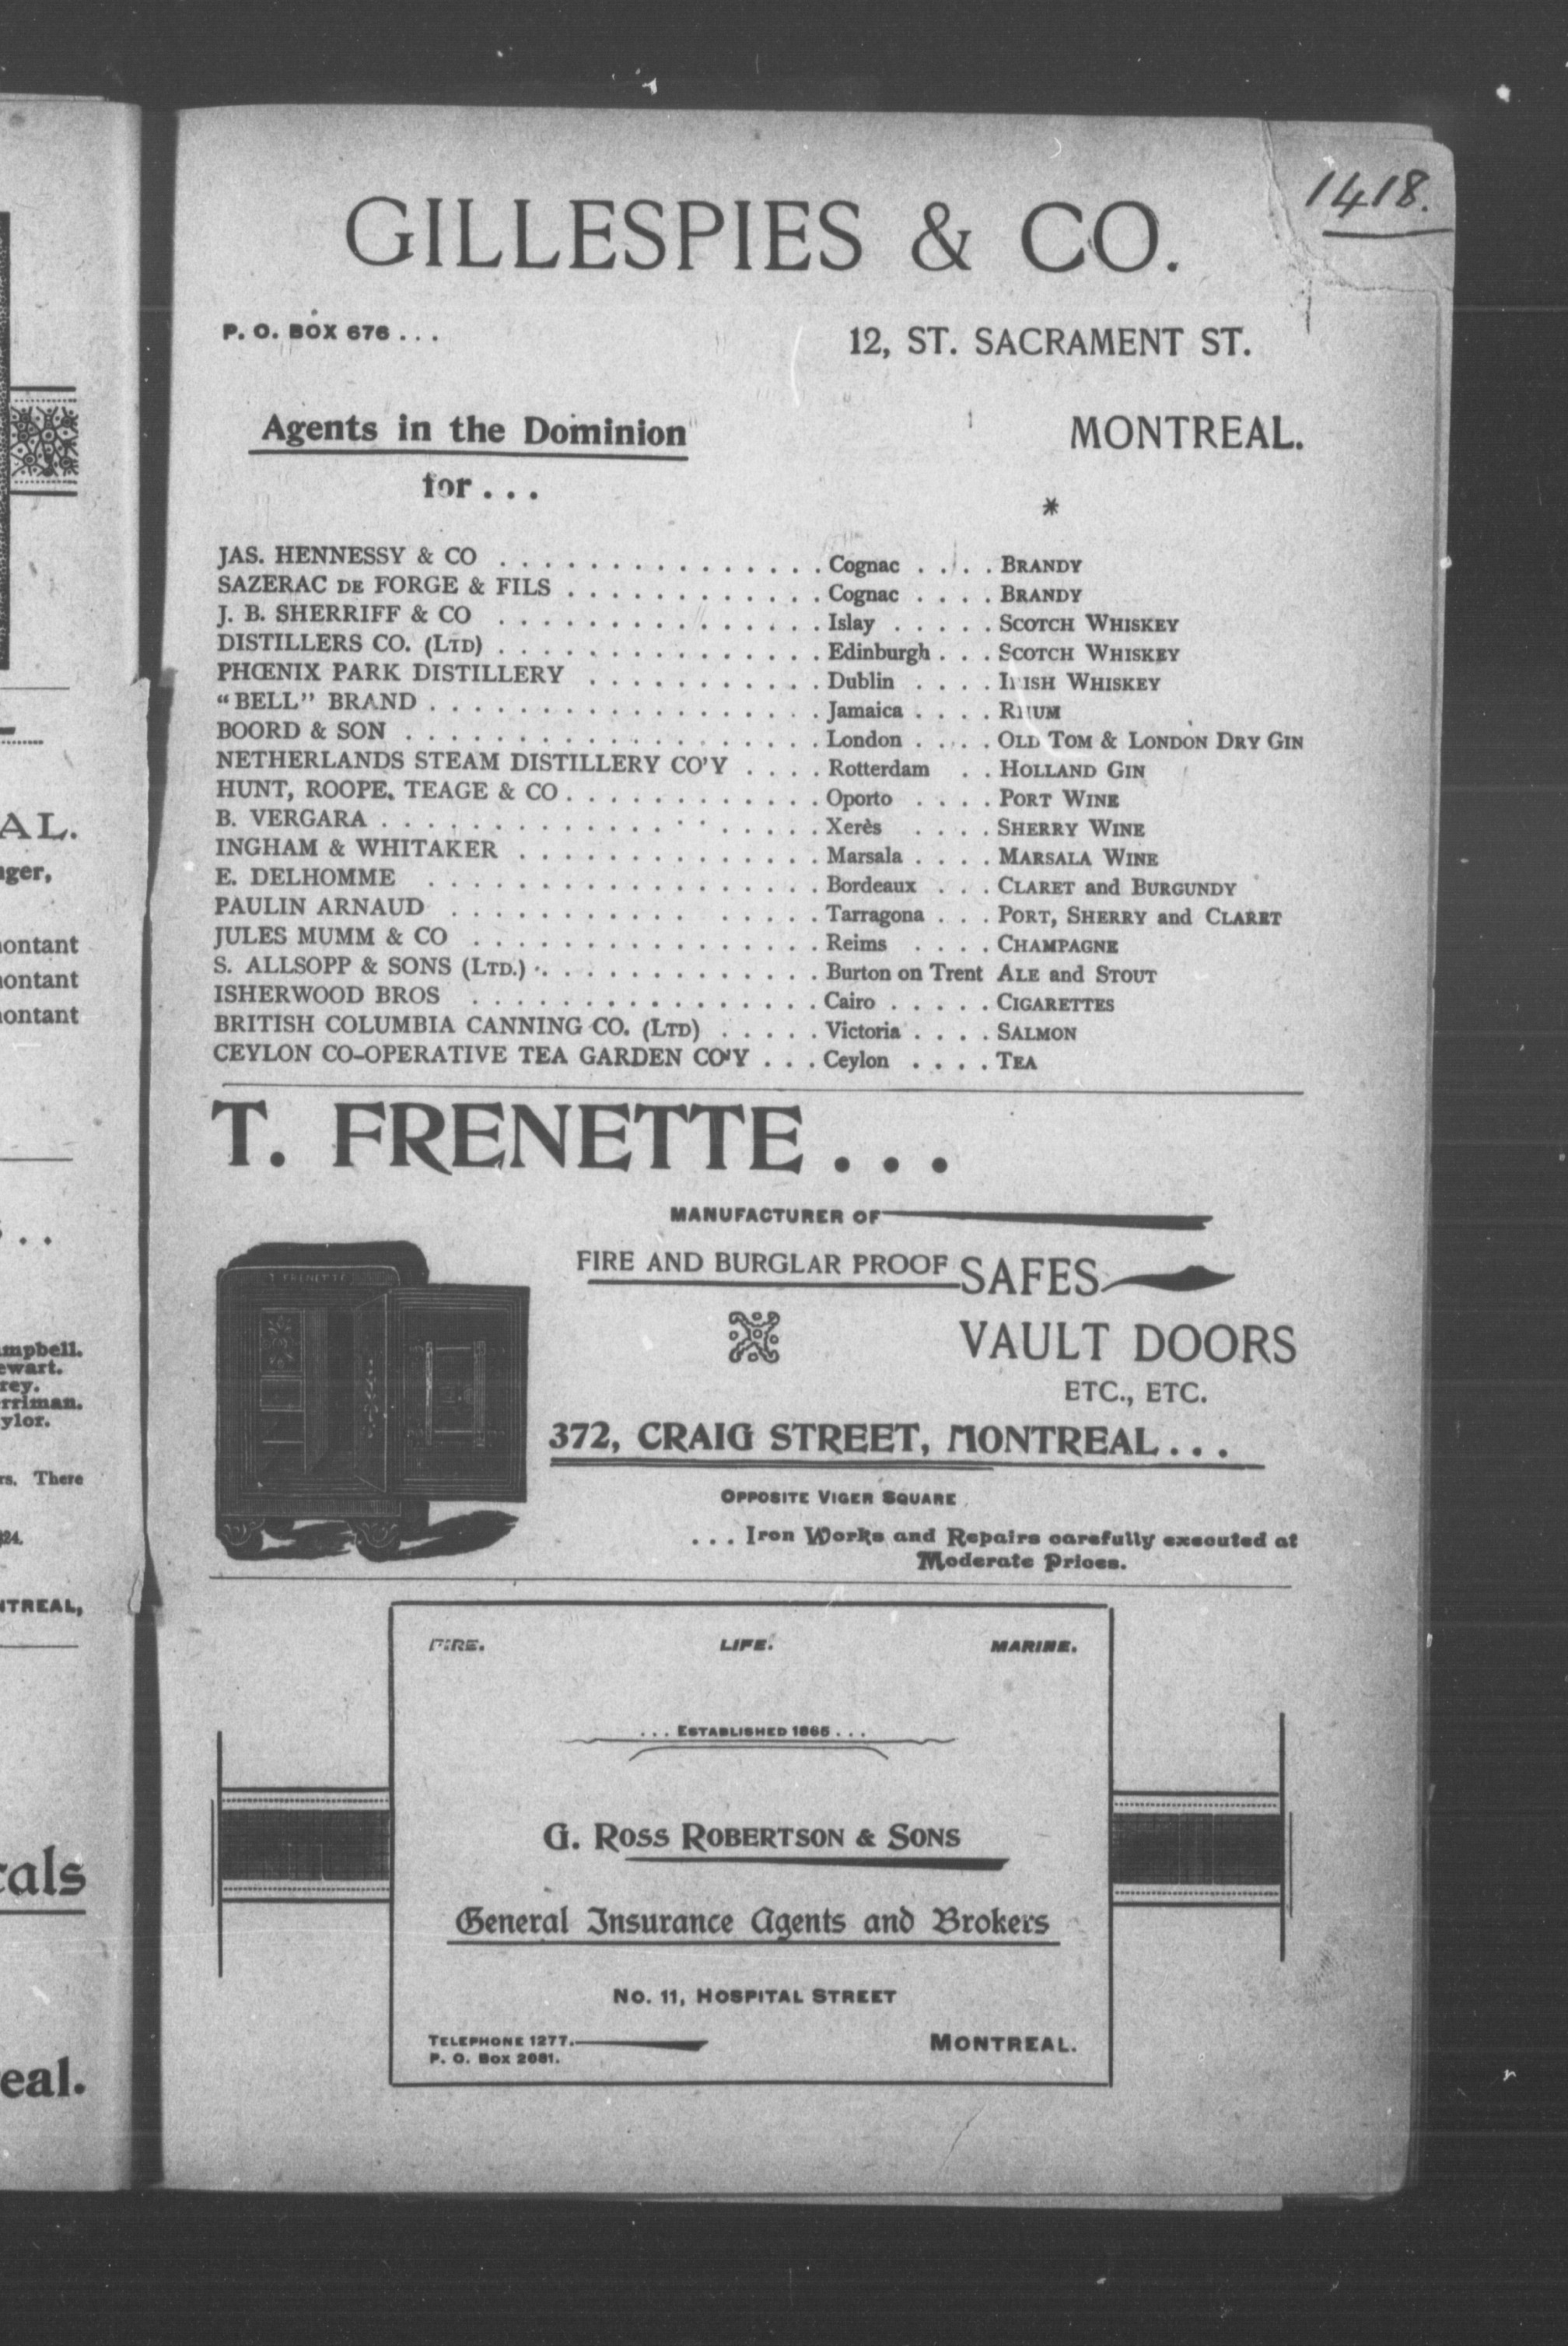 1418.
GILLESPIES & CO.
P. O. BOX 676 . . .
12, ST. SACRAMENT ST.
Agents in the Dominion
MONTREAL.
for . . .
*
JAS. HENNESSY & CO . . . . . . . . . . . . . . . Cognac . . . . BRANDY
SAZERAC DE FORGE & FILS . . . . . . . . . . . . Cognac . . . . BRANDY
J. B. SHERRIFF & CO . . . . . . . . . . . . . . . Islay . . . . . SCOTCH WHISKEY
DISTILLERS CO. (LTD) . . . . . . . . . . . . . . . Edinburgh . . . SCOTCH WHISKEY
PHŒNIX PARK DISTILLERY . . . . . . . . . . . Dublin . . . . IRISH WHISKEY
“BELL” BRAND . . . . . . . . . . . . . . . . . . Jamaica . . . . RHUM
BOORD & SON . . . . . . . . . . . . . . . . . . . London . . . . OLD TOM & LONDON DRY GIN
NETHERLANDS STEAM DISTILLERY CO'Y . . . . Rotterdam . . HOLLAND GIN
HUNT, ROOPE, TEAGE & CO . . . . . . . . . . . . Oporto . . . . PORT WINE
B. VERGARA . . . . . . . . . . . . . . . . . . . . Xerès . . . . SHERRY WINE
INGHAM & WHITAKER . . . . . . . . . . . . . . Marsala . . . . MARSALA WINE
E. DELHOMME . . . . . . . . . . . . . . . . . . Bordeaux . . . CLARET and BURGUNDY
PAULIN ARNAUD . . . . . . . . . . . . . . . . Tarragona . . . PORT, SHERRY and CLARET
JULES MUMM & CO . . . . . . . . . . . . . . . . Reims . . . . CHAMPAGNE
S. ALLSOPP & SONS (LTD.) . . . . . . . . . . . . . Burton on Trent ALE and STOUT
ISHERWOOD BROS . . . . . . . . . . . . . . . . Cairo . . . . . CIGARETTES
BRITISH COLUMBIA CANNING CO. (LTD) . . . . . Victoria . . . . SALMON
CEYLON CO-OPERATIVE TEA GARDEN CO'Y . . . Ceylon . . . . TEA
T. FRENETTE . . .
MANUFACTURER OF
FIRE AND BURGLAR PROOF SAFES
T. FRENETTE
VAULT DOORS
ETC., ETC.
372, CRAIG STREET, MONTREAL . . .
OPPOSITE VIGER SQUARE
. . . Iron Works and Repairs carefully executed at
Moderate Prices.
FIRE. LIFE. MARINE.
. . . ESTABLISHED 1865 . . .
G. ROSS ROBERTSON & SONS
General Insurance Agents and Brokers
No. 11, HOSPITAL STREET
TELEPHONE 1277.
MONTREAL.
P. O. Box 2081.
AL.
ager,
montant
montant
montant
ampbell.
ewart.
rey.
erriman.
aylor.
rs. There
324.
NTREAL,
cals
eal.